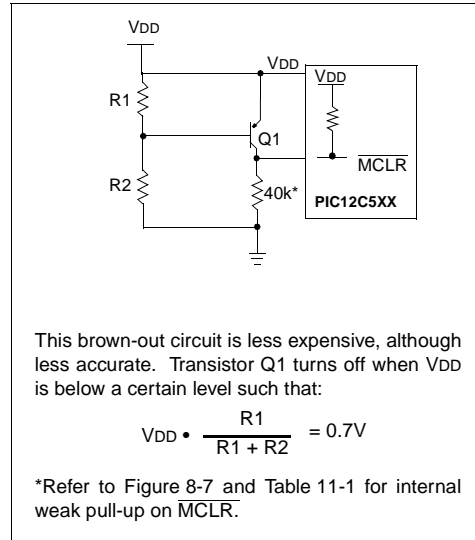 VDD
VDD
VDD
R1
Q1
MCLR
R2
40k*
PIC12C5XX
This brown-out circuit is less expensive, although
less accurate. Transistor Q1 turns off when VDD
is below a certain level such that:
VDD • R1 / R1 + R2 = 0.7V
*Refer to Figure 8-7 and Table 11-1 for internal
weak pull-up on MCLR.